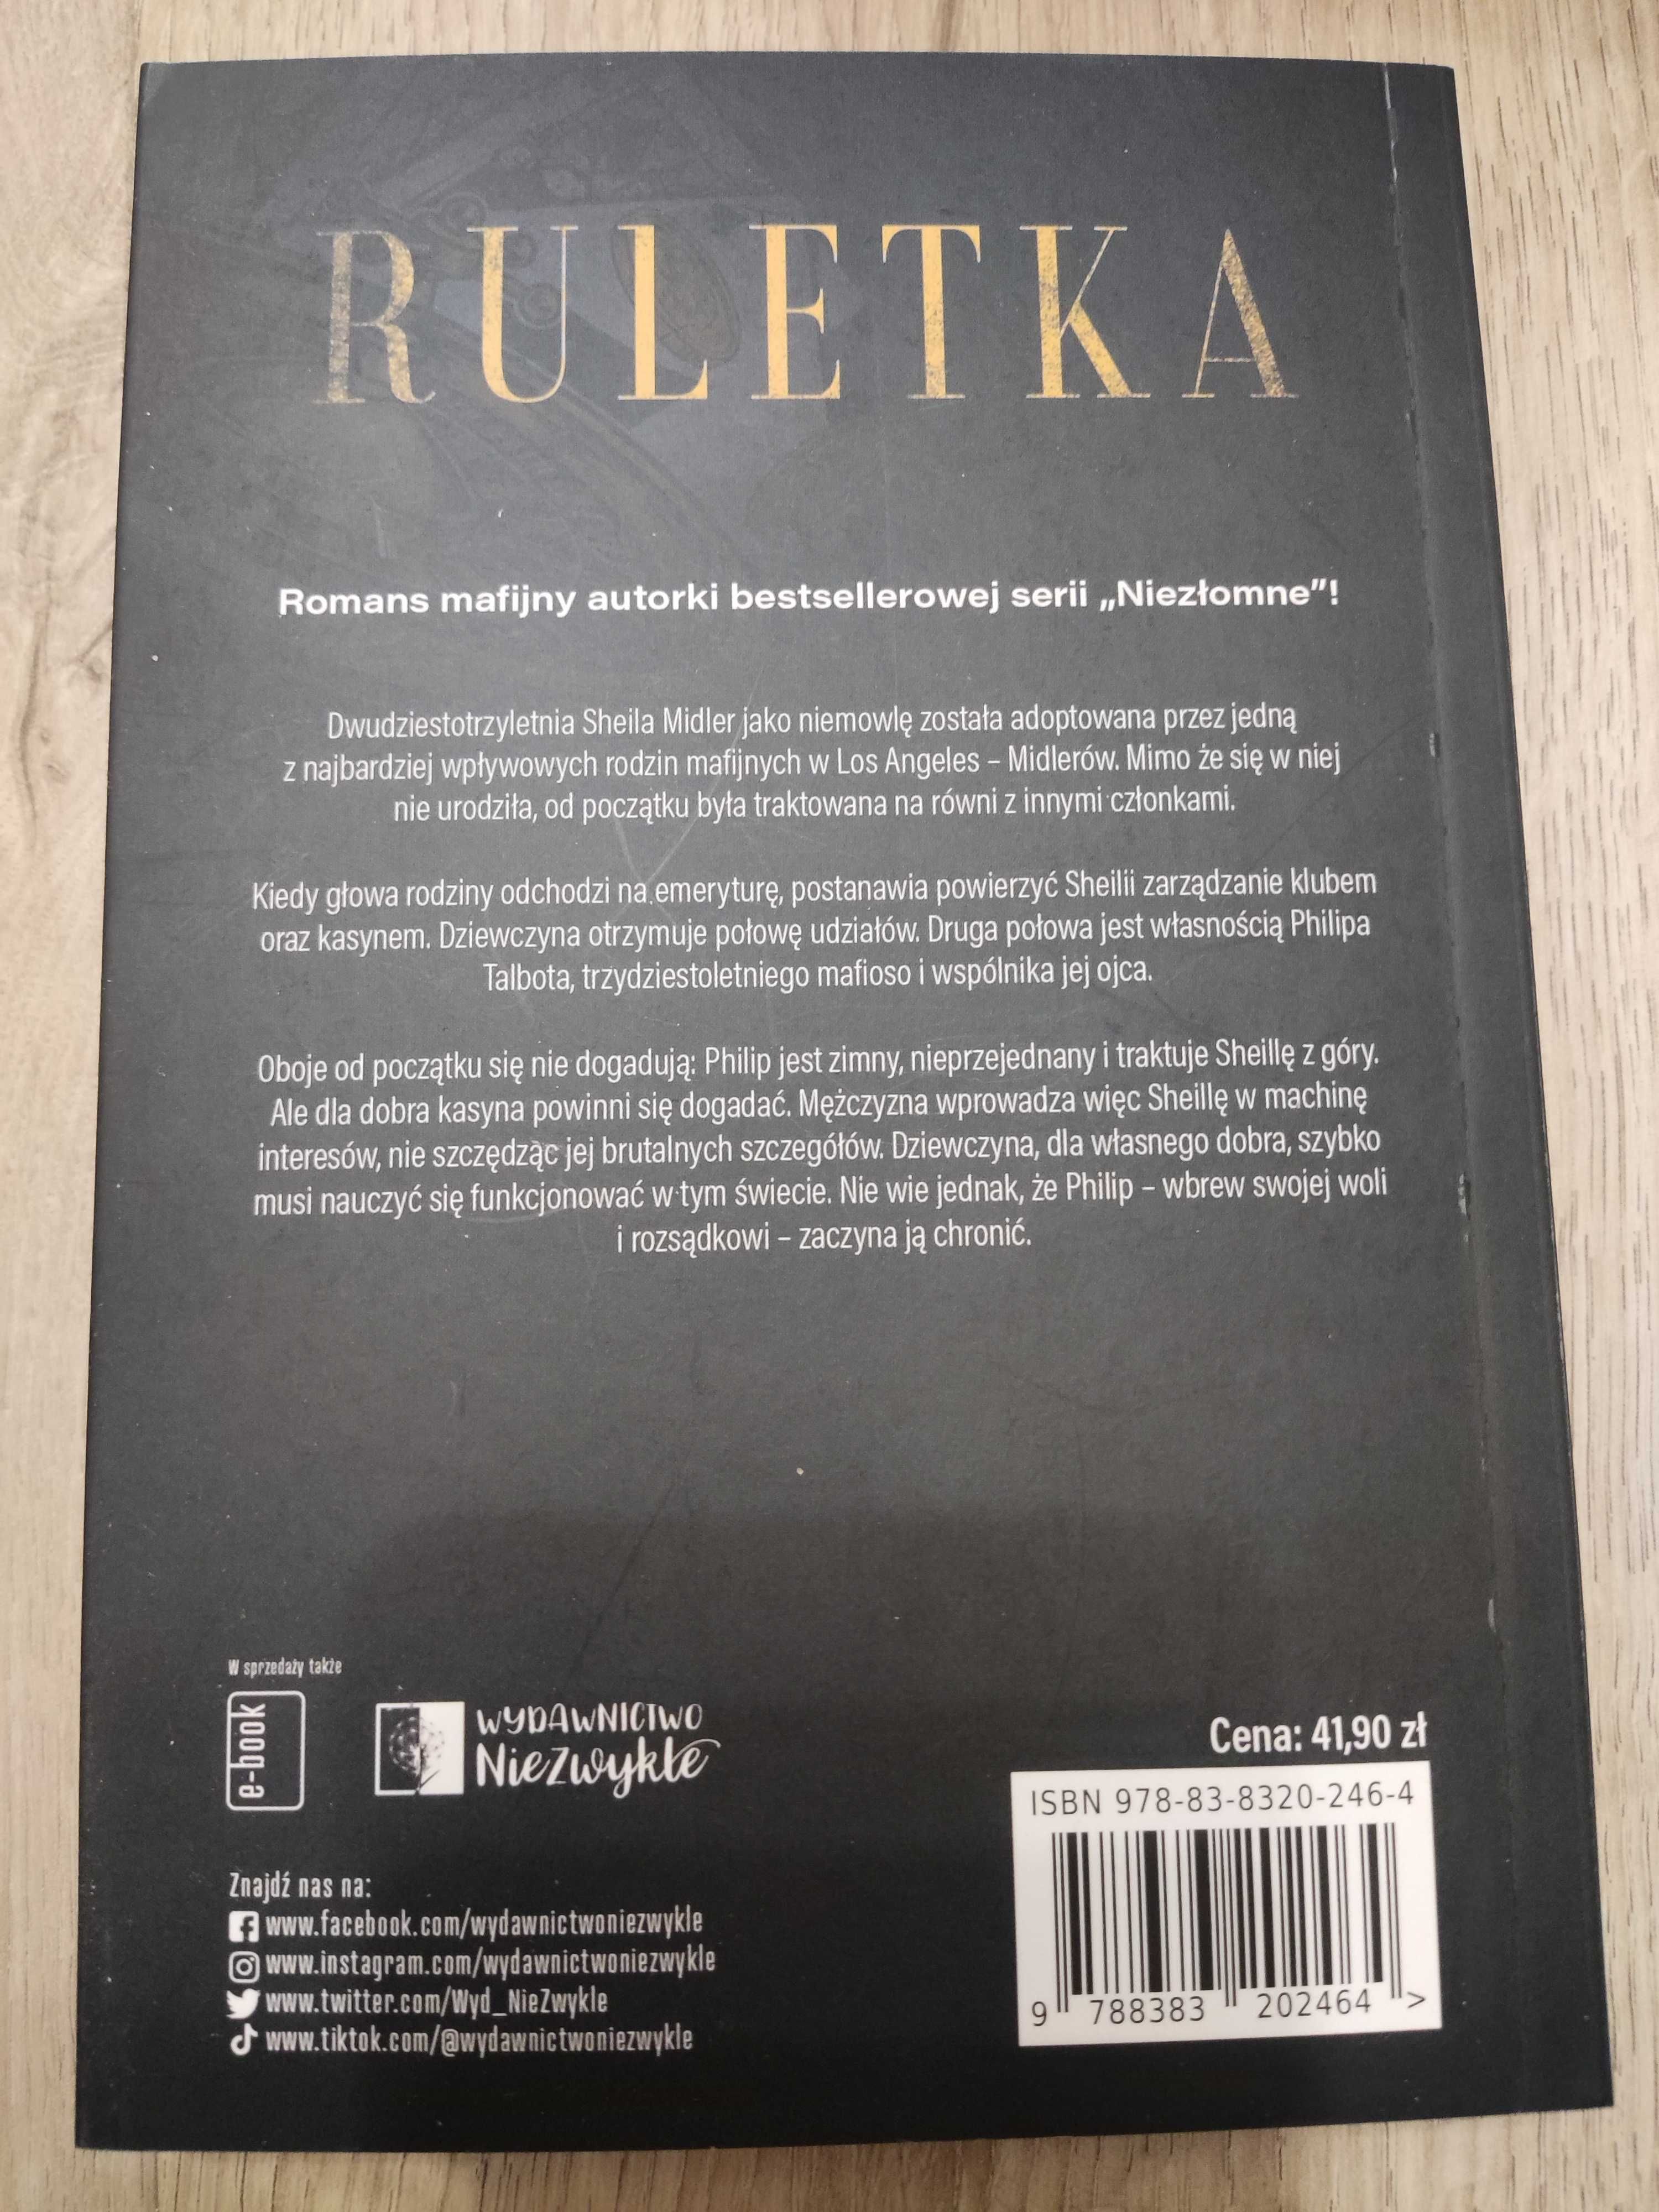 RULETKA
Romans mafijny autorki bestsellerowej serii „Niezłomne”!
Dwudziestotrzyletnia Sheila Midler jako niemowlę została adoptowana przez jedną
z najbardziej wpływowych rodzin mafijnych w Los Angeles – Midlerów. Mimo że się w niej
nie urodziła, od początku była traktowana na równi z innymi członkami.
Kiedy głowa rodziny odchodzi na emeryturę, postanawia powierzyć Sheilii zarządzanie klubem
oraz kasynem. Dziewczyna otrzymuje połowę udziałów. Druga połowa jest własnością Philipa
Talbota, trzydziestoletniego mafioso i wspólnika jej ojca.
Oboje od początku się nie dogadują: Philip jest zimny, nieprzejednany i traktuje Sheillę z góry.
Ale dla dobra kasyna powinni się dogadać. Mężczyzna wprowadza więc Sheillę w machinę
interesów, nie szczędząc jej brutalnych szczegółów. Dziewczyna, dla własnego dobra, szybko
musi nauczyć się funkcjonować w tym świecie. Nie wie jednak, że Philip – wbrew swojej woli
i rozsądkowi – zaczyna ją chronić.
W sprzedaży także
e-book
WYDAWNICTWO
NieZwykłe
Cena: 41,90 zł
ISBN 978-83-8320-246-4
9 788383 202464 >
Znajdź nas na:
www.facebook.com/wydawnictwoniezwykle
www.instagram.com/wydawnictwoniezwykle
www.twitter.com/Wyd_NieZwykle
www.tiktok.com/@wydawnictwoniezwykle